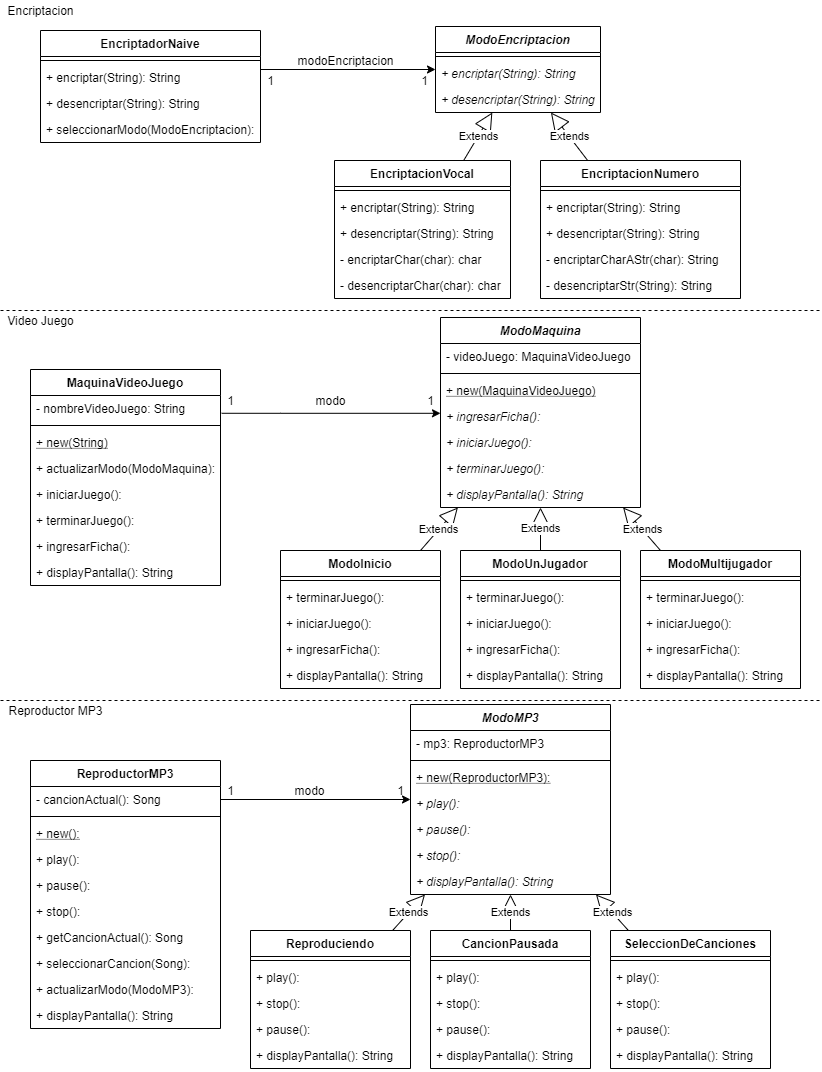 Encriptacion
EncriptadorNaive
+ encriptar(String): String
+ desencriptar(String): String
+ seleccionarModo(ModoEncriptacion):
modoEncriptacion
1
1
ModoEncriptacion
+ encriptar(String): String
+ desencriptar(String): String
Extends
Extends
EncriptacionVocal
+ encriptar(String): String
+ desencriptar(String): String
- encriptarChar(char): char
- desencriptarChar(char): char
EncriptacionNumero
+ encriptar(String): String
+ desencriptar(String): String
- encriptarCharAStr(char): String
- desencriptarStr(String): String
Video Juego
MaquinaVideoJuego
- nombreVideoJuego: String
+ new(String)
+ actualizarModo(ModoMaquina):
+ iniciarJuego():
+ terminarJuego():
+ ingresarFicha():
+ displayPantalla(): String
1
modo
1
ModoMaquina
- videoJuego: MaquinaVideoJuego
+ new(MaquinaVideoJuego)
+ ingresarFicha():
+ iniciarJuego():
+ terminarJuego():
+ displayPantalla(): String
Extends
Extends
Extends
ModoInicio
+ terminarJuego():
+ iniciarJuego():
+ ingresarFicha():
+ displayPantalla(): String
ModoUnJugador
+ terminarJuego():
+ iniciarJuego():
+ ingresarFicha():
+ displayPantalla(): String
ModoMultijugador
+ terminarJuego():
+ iniciarJuego():
+ ingresarFicha():
+ displayPantalla(): String
Reproductor MP3
ReproductorMP3
- cancionActual(): Song
+ new():
+ play():
+ pause():
+ stop():
+ getCancionActual(): Song
+ seleccionarCancion(Song):
+ actualizarModo(ModoMP3):
+ displayPantalla(): String
1
modo
1
ModoMP3
- mp3: ReproductorMP3
+ new(ReproductorMP3):
+ play():
+ pause():
+ stop():
+ displayPantalla(): String
Extends
Extends
Extends
Reproduciendo
+ play():
+ stop():
+ pause():
+ displayPantalla(): String
CancionPausada
+ play():
+ stop():
+ pause():
+ displayPantalla(): String
SeleccionDeCanciones
+ play():
+ stop():
+ pause():
+ displayPantalla(): String